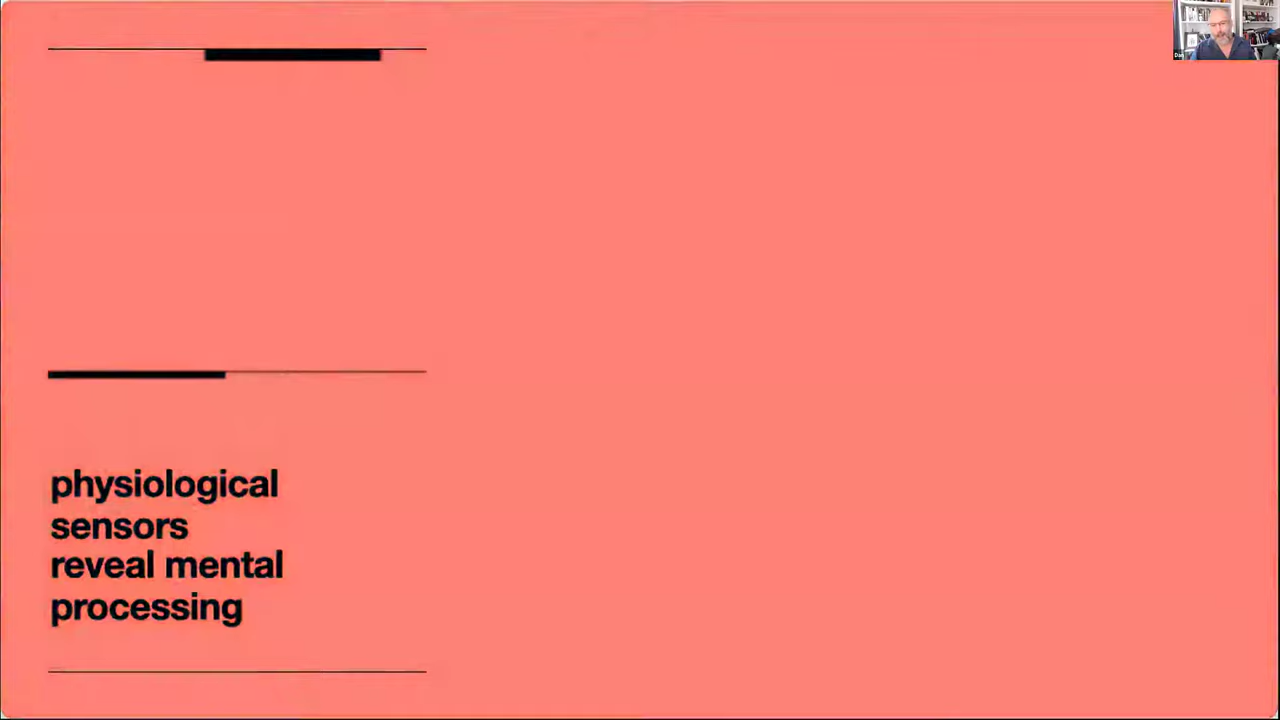 physiological
sensors
reveal mental
processing